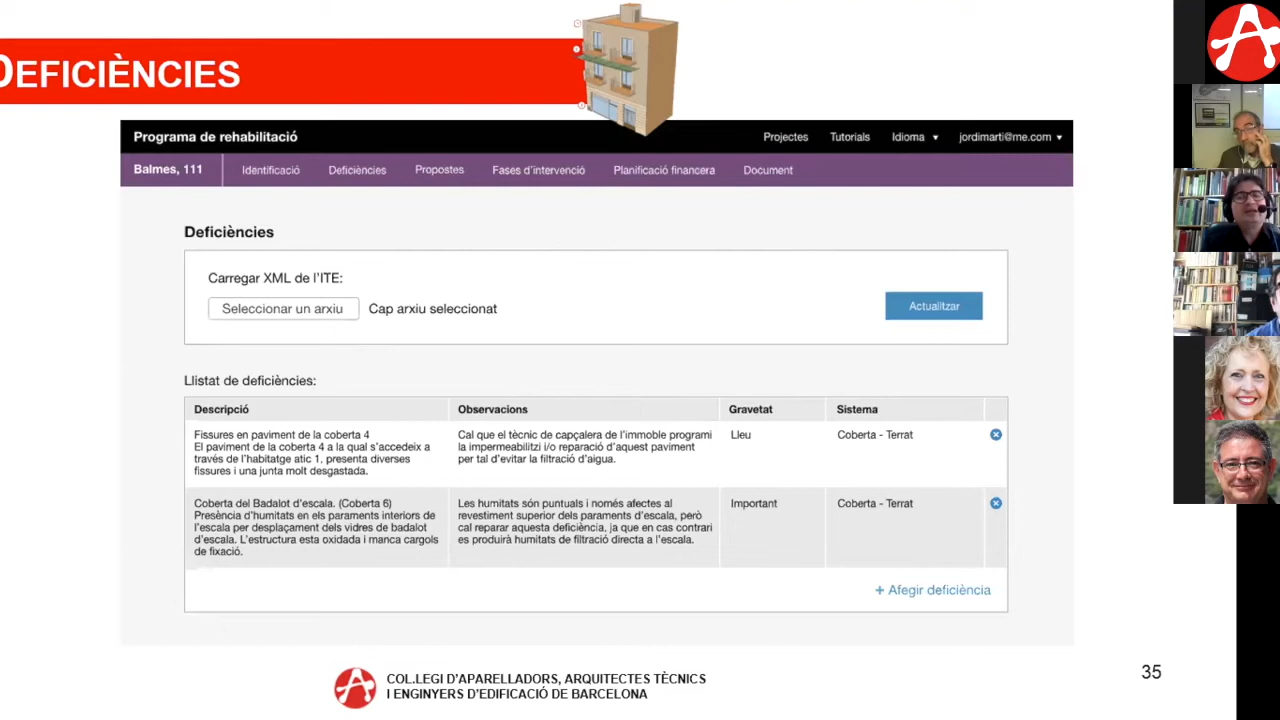 DEFICIÈNCIES
Programa de rehabilitació
Projectes Tutorials Idioma jordimarti@me.com
Balmes, 111 Identificació Deficiències Propostes Fases d'intervenció Planificació financera Document
Deficiències
Carregar XML de l'ITE:
Seleccionar un arxiu Cap arxiu seleccionat Actualitzar
Llistat de deficiències:
Descripció Observacions Gravetat Sistema
Fissures en paviment de la coberta 4
El paviment de la coberta 4 a la qual s'accedeix a
través de l'habitatge atic 1, presenta diverses
fissures i una junta molt desgastada.
Cal que el tècnic de capçalera de l'immoble programi
la impermeabilitzi i/o reparació d'aquest paviment
per tal d'evitar la filtració d'aigua.
Lleu
Coberta - Terrat
Coberta del Badalot d'escala. (Coberta 6)
Presència d'humitats en els paraments interiors de
l'escala per desplaçament dels vidres de badalot
d'escala. L'estructura esta oxidada i manca cargols
de fixació.
Les humitats són puntuals i només afectes al
revestiment superior dels paraments d'escala, però
cal reparar aquesta deficiència, ja que en cas contrari
es produirà humitats de filtració directa a l'escala.
Important
Coberta - Terrat
+ Afegir deficiència
COL.LEGI D'APARELLADORS, ARQUITECTES TÈCNICS
I ENGINYERS D'EDIFICACIÓ DE BARCELONA
35